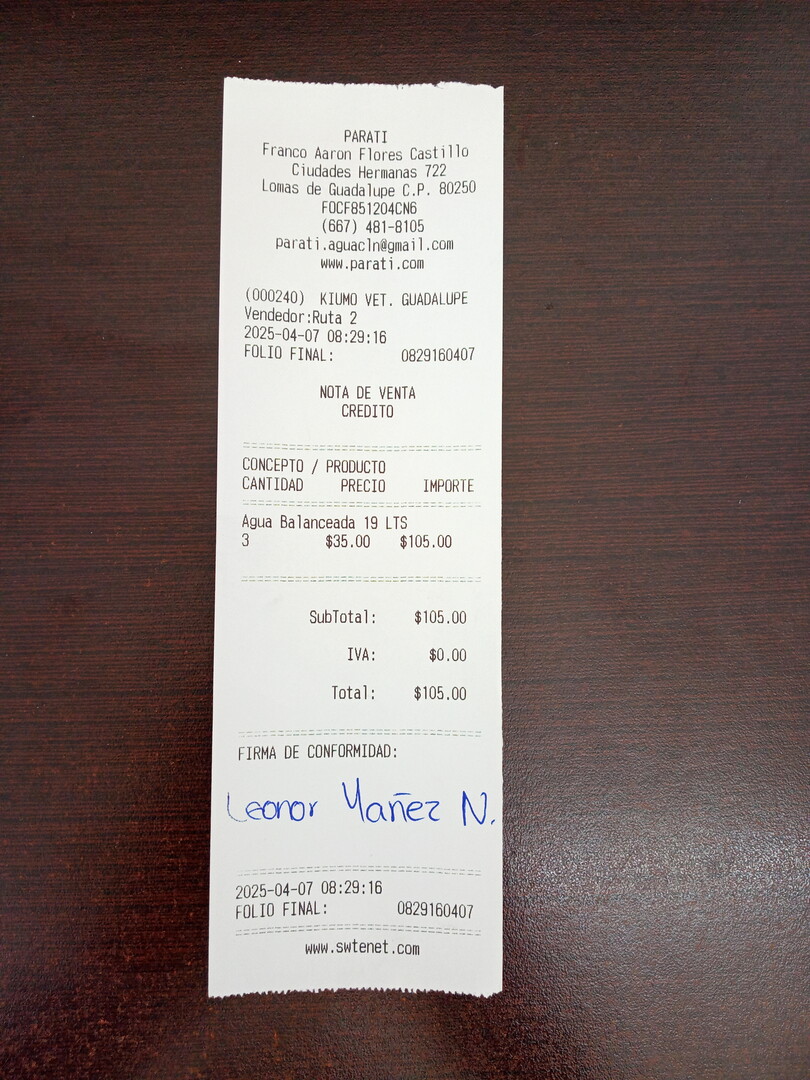 PARATI
Franco Aaron Flores Castillo
Ciudades Hermanas 722
Lomas de Guadalupe C.P. 80250
FOCF851204CN6
(667) 481-8105
parati.aguacln@gmail.com
www.parati.com
(000240) KIUMO VET. GUADALUPE
Vendedor:Ruta 2
2025-04-07 08:29:16
FOLIO FINAL: 0829160407
NOTA DE VENTA
CREDITO
CONCEPTO / PRODUCTO
CANTIDAD PRECIO IMPORTE
Agua Balanceada 19 LTS
3 $35.00 $105.00
SubTotal: $105.00
IVA: $0.00
Total: $105.00
FIRMA DE CONFORMIDAD:
Leonor Yañez N.
2025-04-07 08:29:16
FOLIO FINAL: 0829160407
www.swtenet.com